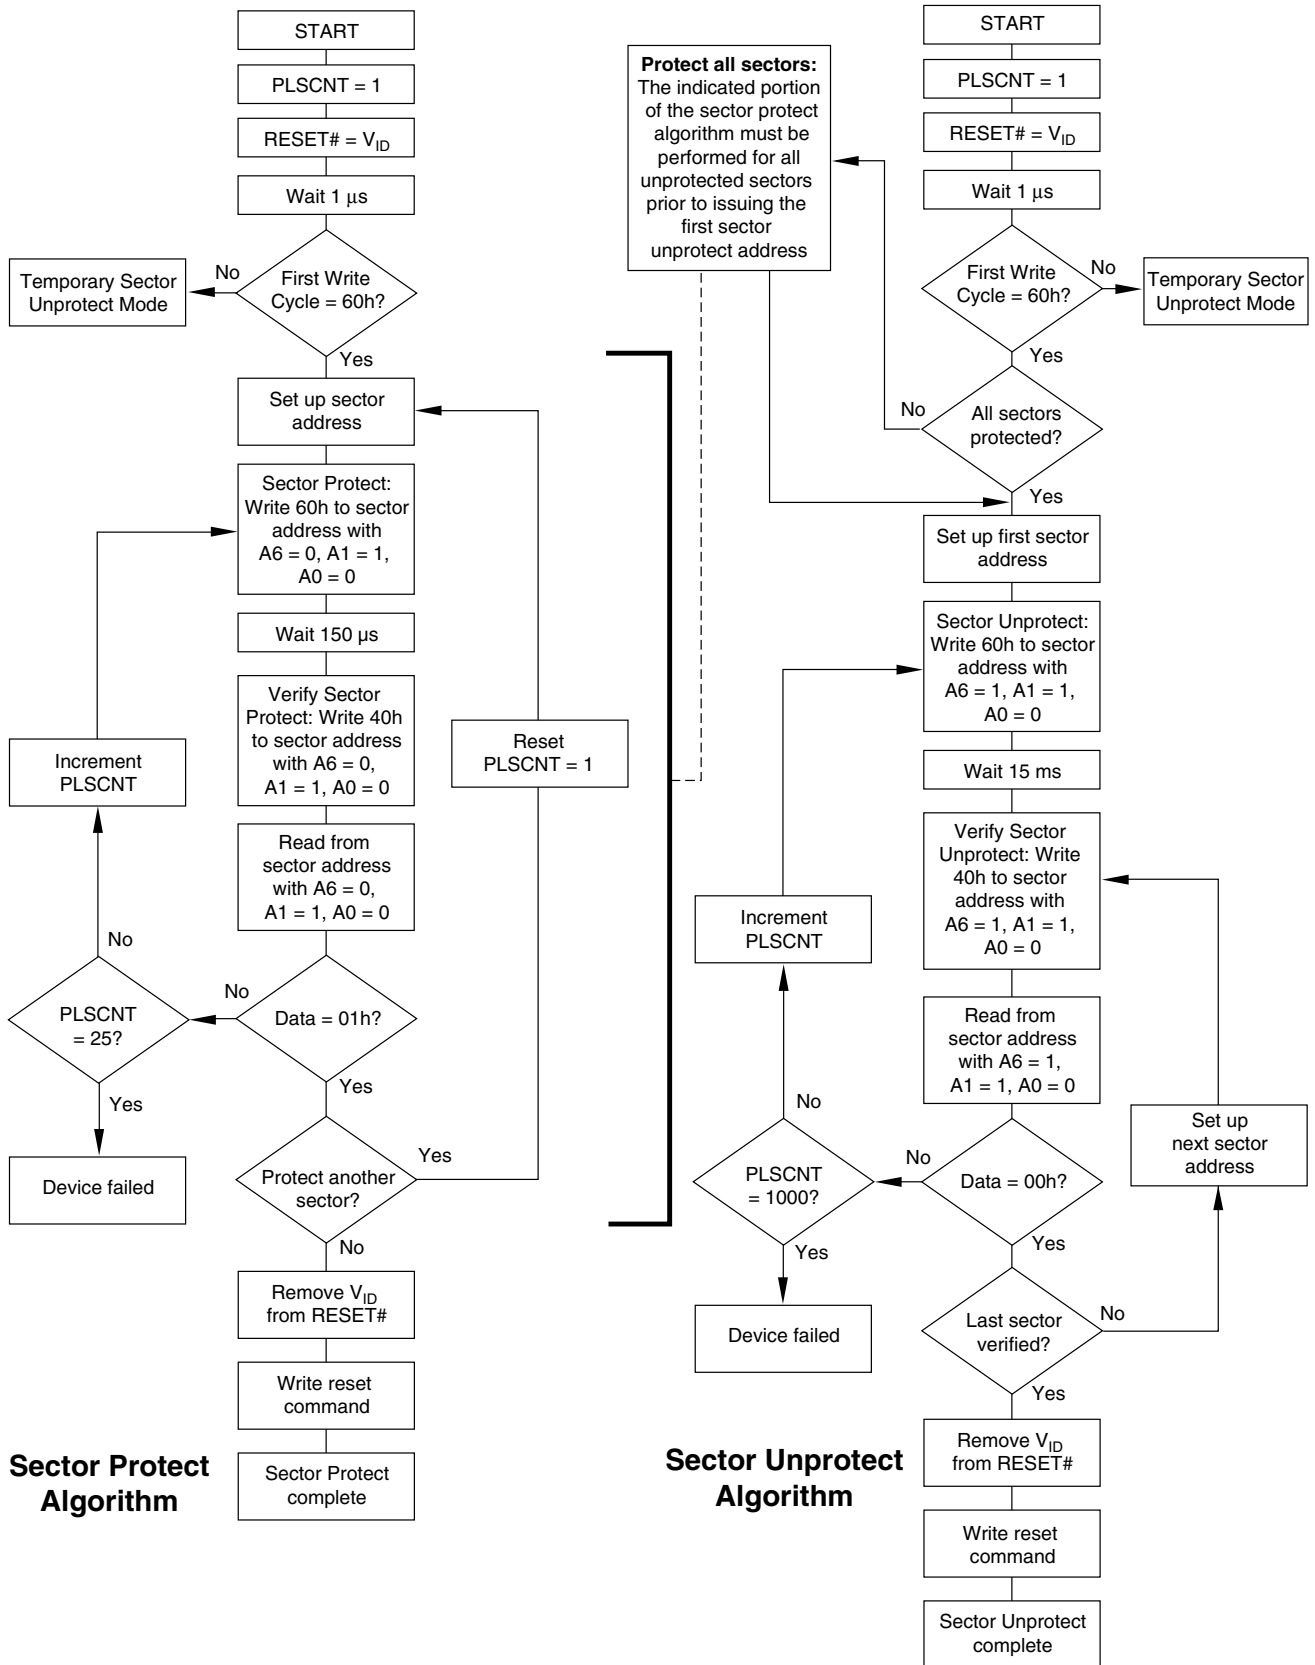 START
PLSCNT = 1
RESET# = VID
Wait 1 μs
First Write
Cycle = 60h?
No
Temporary Sector
Unprotect Mode
Yes
Set up sector
address
Sector Protect:
Write 60h to sector
address with
A6 = 0, A1 = 1,
A0 = 0
Wait 150 µs
Verify Sector
Protect: Write 40h
to sector address
with A6 = 0,
A1 = 1, A0 = 0
Reset
PLSCNT = 1
Increment
PLSCNT
Read from
sector address
with A6 = 0,
A1 = 1, A0 = 0
No
PLSCNT
= 25?
No
Data = 01h?
Yes
Yes
Device failed
Protect another
sector?
Yes
No
Remove VID
from RESET#
Write reset
command
Sector Protect
complete
Sector Protect
Algorithm
Protect all sectors:
The indicated portion
of the sector protect
algorithm must be
performed for all
unprotected sectors
prior to issuing the
first sector
unprotect address
START
PLSCNT = 1
RESET# = VID
Wait 1 μs
First Write
Cycle = 60h?
No
Temporary Sector
Unprotect Mode
Yes
No
All sectors
protected?
Yes
Set up first sector
address
Sector Unprotect:
Write 60h to sector
address with
A6 = 1, A1 = 1,
A0 = 0
Wait 15 ms
Verify Sector
Unprotect: Write
40h to sector
address with
A6 = 1, A1 = 1,
A0 = 0
Increment
PLSCNT
Read from
sector address
with A6 = 1,
A1 = 1, A0 = 0
No
PLSCNT
= 1000?
No
Data = 00h?
Set up
next sector
address
Yes
Yes
Device failed
Last sector
verified?
No
Yes
Remove VID
from RESET#
Write reset
command
Sector Unprotect
complete
Sector Unprotect
Algorithm